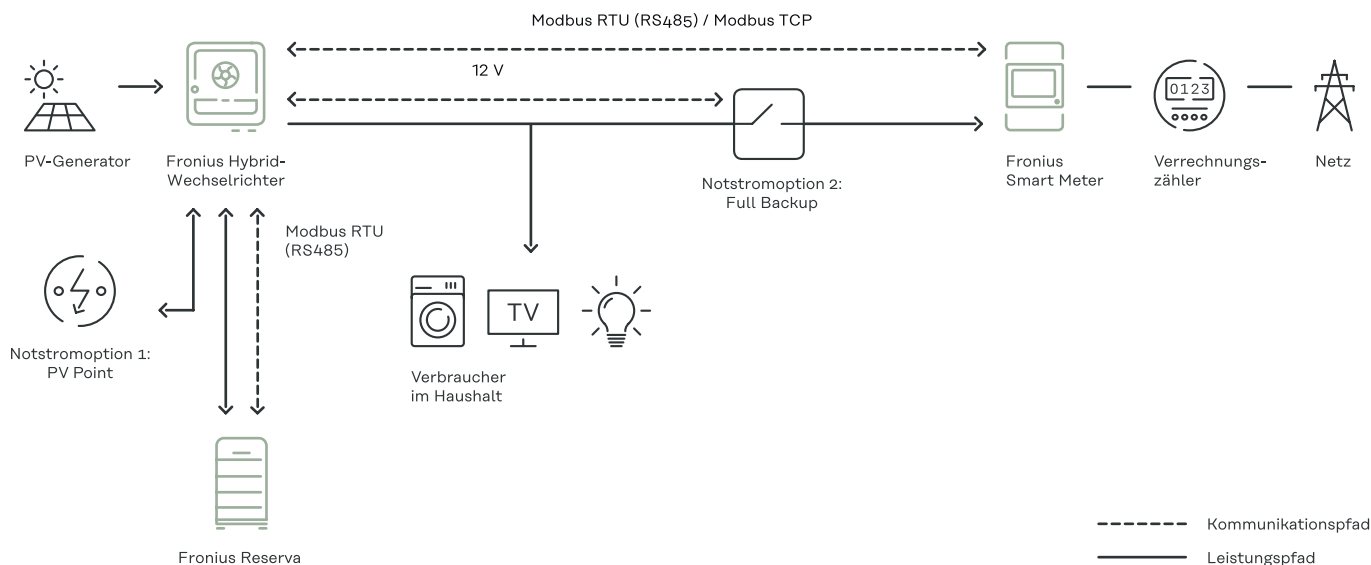 Modbus RTU (RS485) / Modbus TCP
12 V
0123
PV-Generator
Fronius Hybrid-
Wechselrichter
Notstromoption 2:
Full Backup
Fronius
Smart Meter
Verrechnungs-
zähler
Netz
Modbus RTU
(RS485)
TV
Notstromoption 1:
PV Point
Verbraucher
im Haushalt
Fronius Reserva
Kommunikationspfad
Leistungspfad